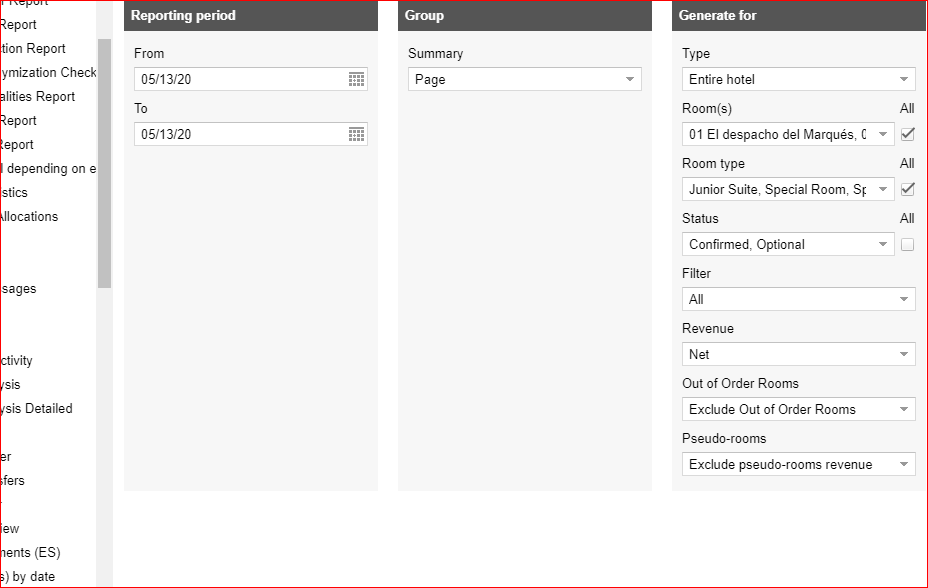 Report
Report
tion Report
ymization Check
alities Report
Report
Report
l depending on e
stics
Allocations
sages
ctivity
ysis
ysis Detailed
er
sfers
iew
ments (ES)
s) by date
Reporting period
From
05/13/20
To
05/13/20
Group
Summary
Page
Generate for
Type
Entire hotel
Room(s) All
01 El despacho del Marqués, 0
Room type All
Junior Suite, Special Room, Sp
Status All
Confirmed, Optional
Filter
All
Revenue
Net
Out of Order Rooms
Exclude Out of Order Rooms
Pseudo-rooms
Exclude pseudo-rooms revenue